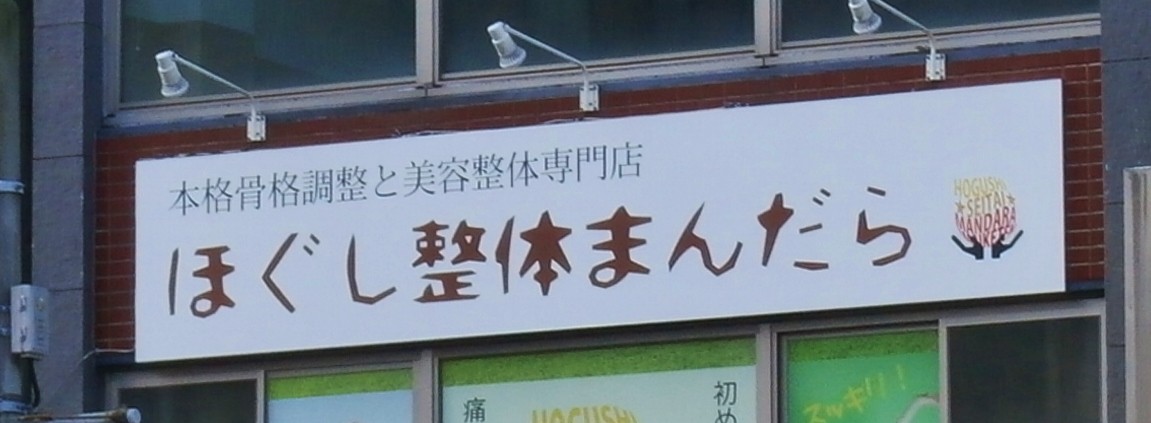 本格骨格調整と美容整体専門店
ほぐし整体まんだら
HOGUSHI
SEITAI
MANDARA
痛
HOGUSHI
初め
スッキリ!!